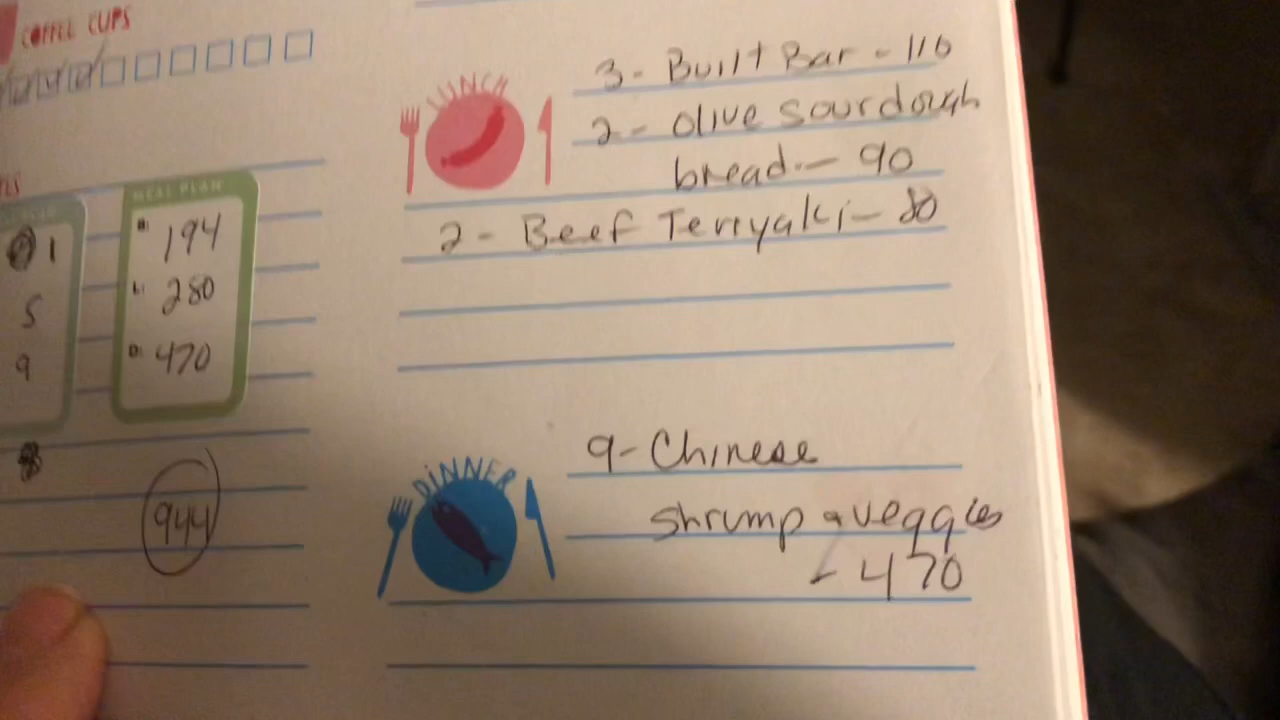 COFFEE CUPS
LUNCH
3- Built Bar - 110
2- olive sourdough
bread - 90
2- Beef Teriyaki - 80
MEAL PLAN
B: 194
L: 280
D: 470
1
5
9
944
DINNER
9- Chinese
shrump & veggies
- 470